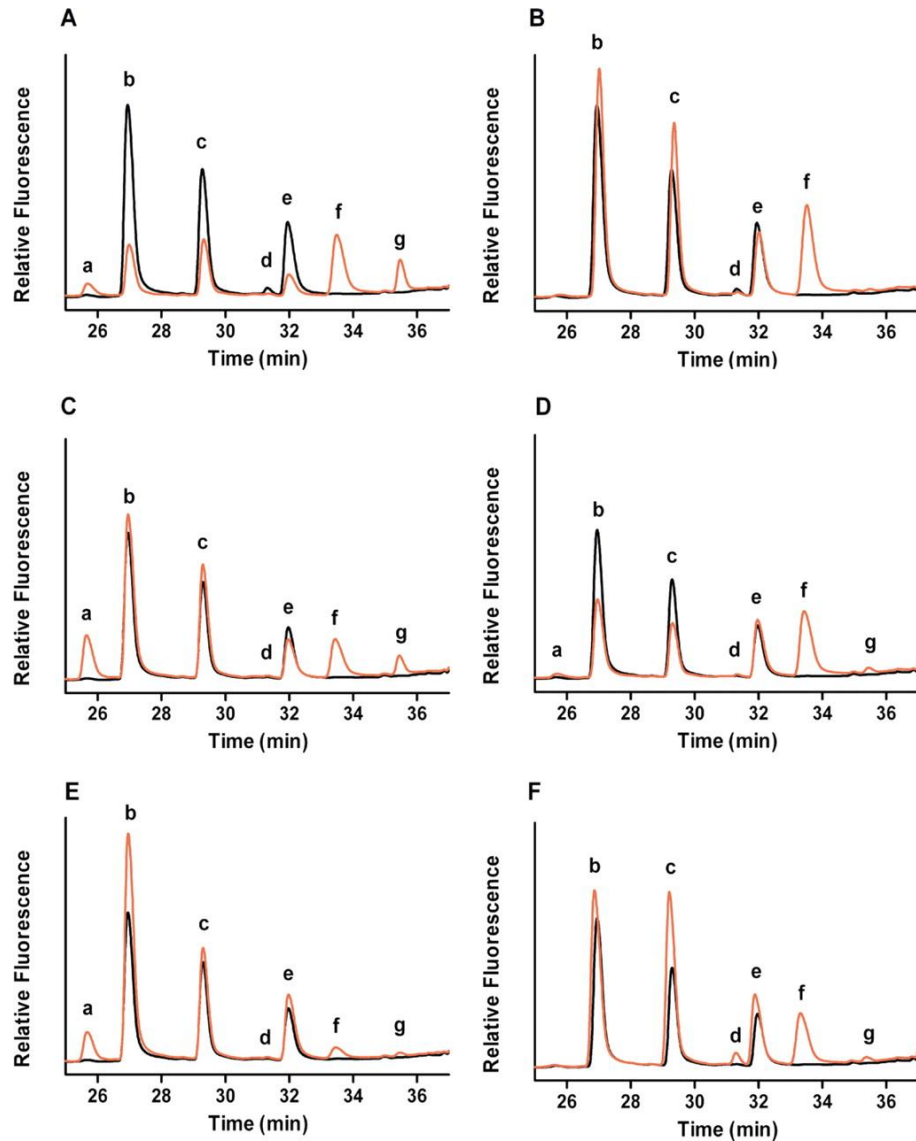 A
Relative Fluorescence
a
b
c
d
e
f
g
26 28 30 32 34 36
Time (min)
B
Relative Fluorescence
b
c
d
e
f
26 28 30 32 34 36
Time (min)
C
Relative Fluorescence
a
b
c
d
e
f
g
26 28 30 32 34 36
Time (min)
D
Relative Fluorescence
a
b
c
d
e
f
g
26 28 30 32 34 36
Time (min)
E
Relative Fluorescence
a
b
c
d
e
f
g
26 28 30 32 34 36
Time (min)
F
Relative Fluorescence
b
c
d
e
f
g
26 28 30 32 34 36
Time (min)